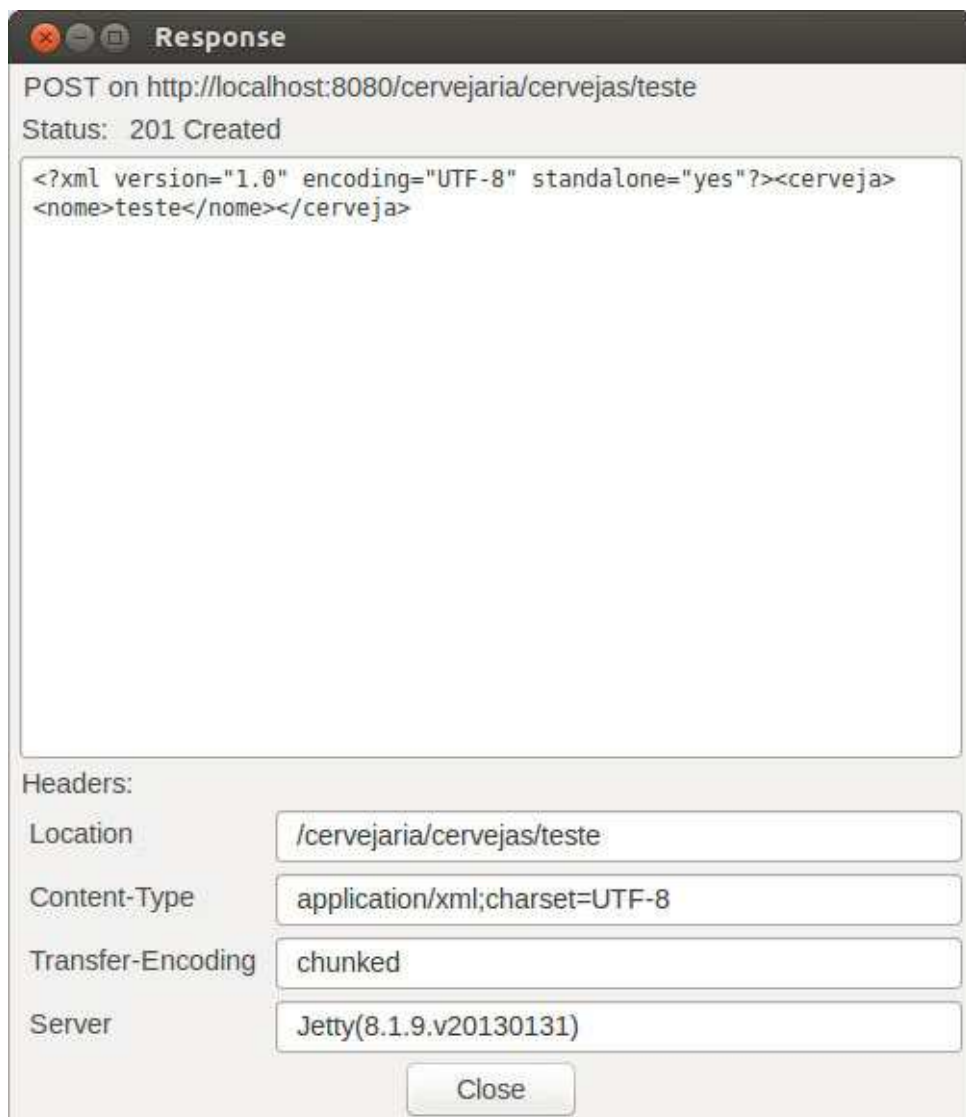 Response
POST on http://localhost:8080/cervejaria/cervejas/teste
Status: 201 Created
<?xml version="1.0" encoding="UTF-8" standalone="yes"?><cerveja>
<nome>teste</nome></cerveja>
Headers:
Location /cervejaria/cervejas/teste
Content-Type application/xml;charset=UTF-8
Transfer-Encoding chunked
Server Jetty(8.1.9.v20130131)
Close